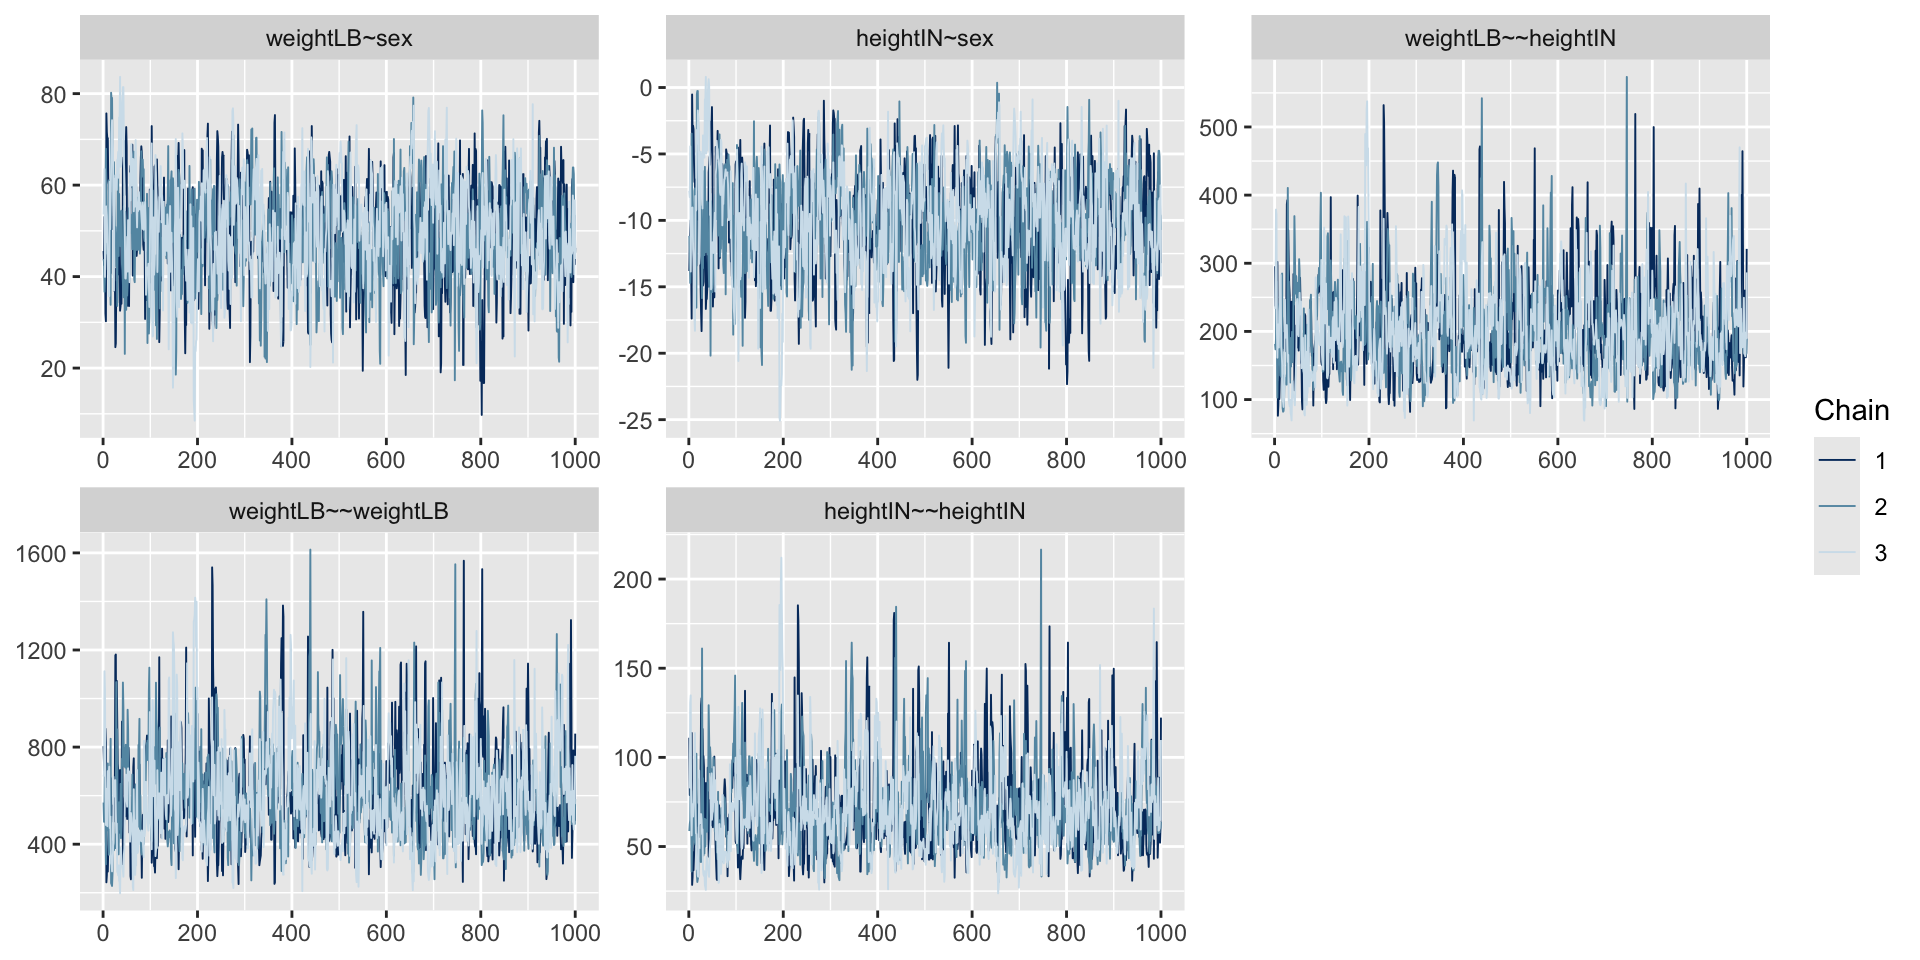 weightLB~sex
heightIN~sex
weightLB~~heightIN
80
60
40
20
0
-5
-10
-15
-20
-25
500
400
300
200
100
0 200 400 600 800 1000
0 200 400 600 800 1000
0 200 400 600 800 1000
weightLB~~weightLB
heightIN~~heightIN
1600
1200
800
400
200
150
100
50
0 200 400 600 800 1000
0 200 400 600 800 1000
Chain
1
2
3